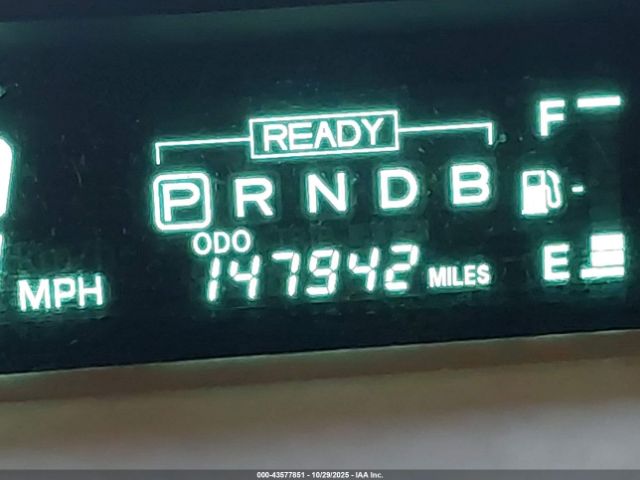 READY
F
P R N D B
ODO
147942 MILES
E
MPH
000-43577851 - 10/29/2025 - IAA Inc.